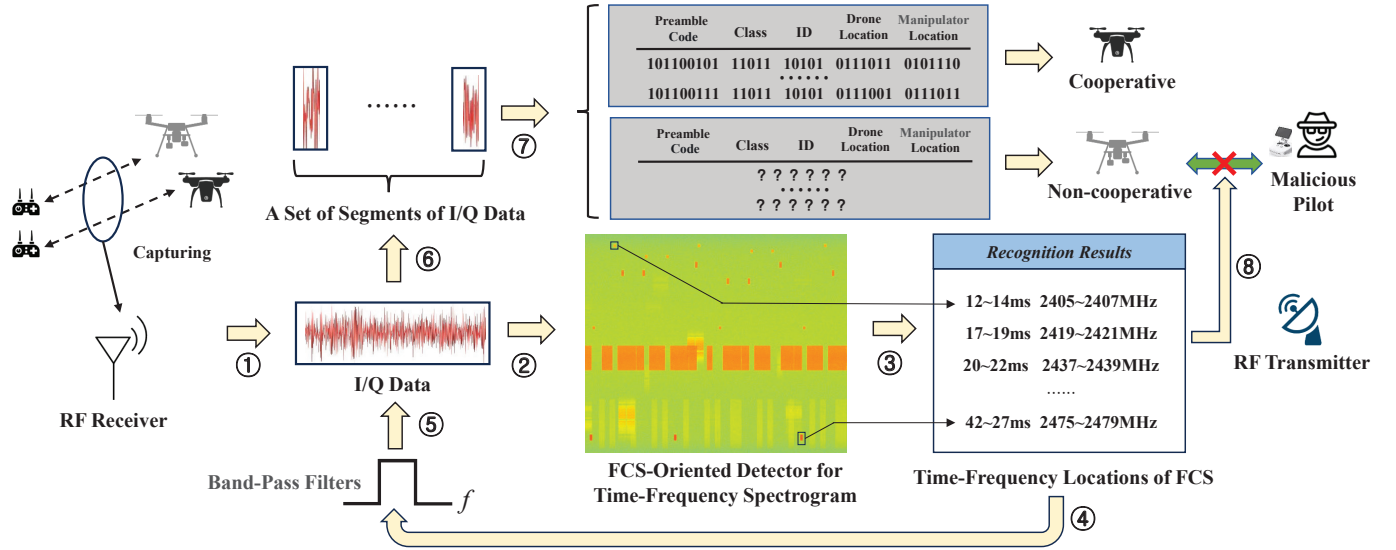 Preamble Code Class ID Drone Location Manipulator Location
101100101 11011 10101 0111011 0101110
······
101100111 11011 10101 0111001 0111011
Cooperative
Preamble Code Class ID Drone Location Manipulator Location
? ? ? ? ? ?
······
? ? ? ? ? ?
Non-cooperative
Malicious
Pilot
······
⑦
A Set of Segments of I/Q Data
Capturing
⑥
RF Receiver
①
I/Q Data
②
③
Recognition Results
12~14ms 2405~2407MHz
17~19ms 2419~2421MHz
20~22ms 2437~2439MHz
......
42~27ms 2475~2479MHz
⑧
RF Transmitter
⑤
Band-Pass Filters
f
FCS-Oriented Detector for
Time-Frequency Spectrogram
Time-Frequency Locations of FCS
④